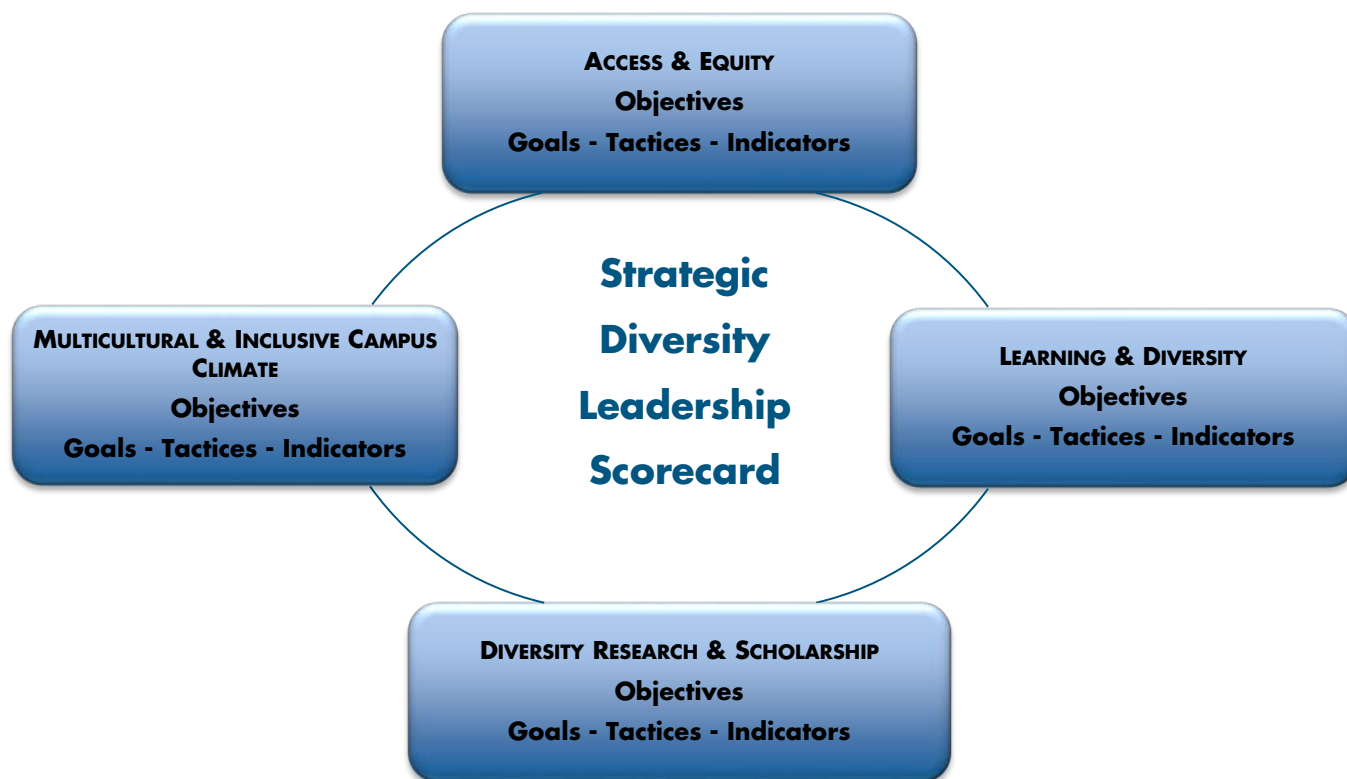 ACCESS & EQUITY
Objectives
Goals - Tactices - Indicators
Strategic
Diversity
Leadership
Scorecard
MULTICULTURAL & INCLUSIVE CAMPUS
CLIMATE
Objectives
Goals - Tactices - Indicators
LEARNING & DIVERSITY
Objectives
Goals - Tactices - Indicators
DIVERSITY RESEARCH & SCHOLARSHIP
Objectives
Goals - Tactices - Indicators